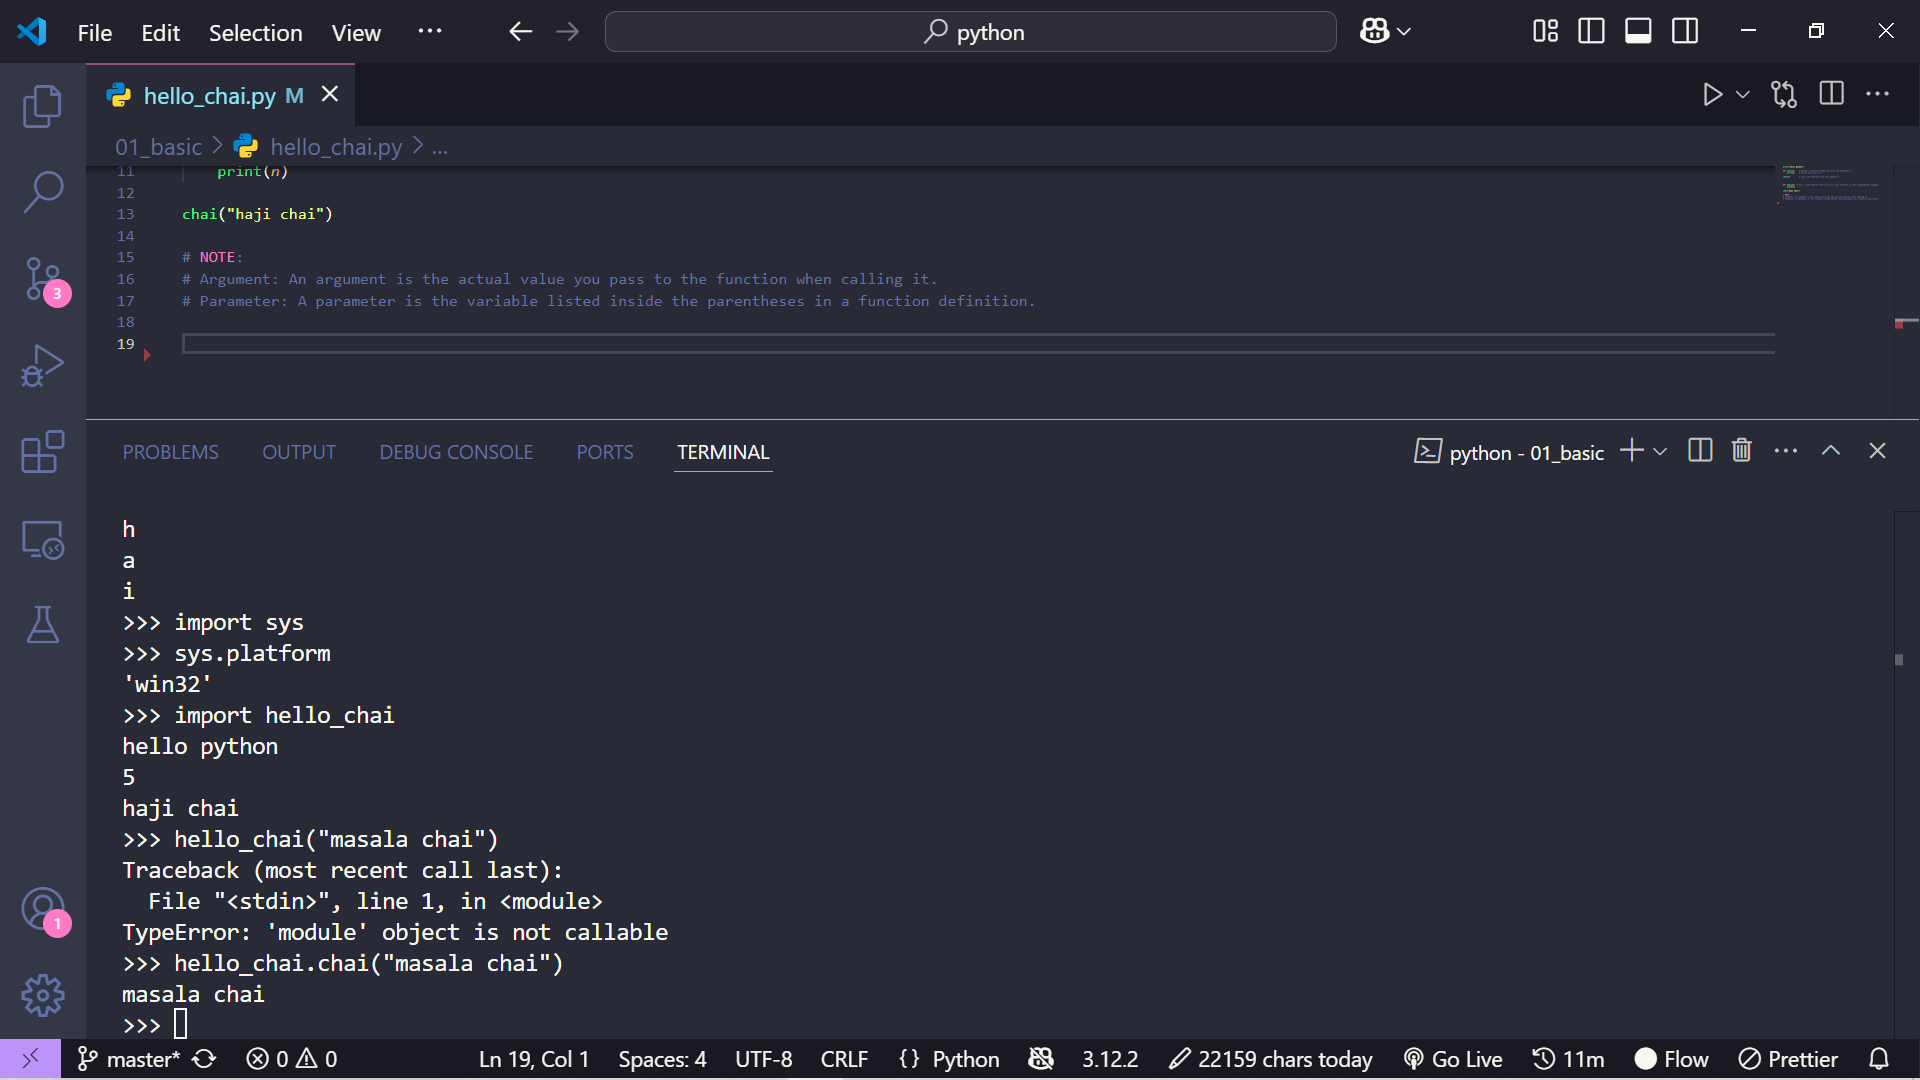 File Edit Selection View ··· python
hello_chai.py M
01_basic > hello_chai.py > ...
11 print(n)
12
13 chai("haji chai")
14
15 # NOTE:
16 # Argument: An argument is the actual value you pass to the function when calling it.
17 # Parameter: A parameter is the variable listed inside the parentheses in a function definition.
18
19
3
PROBLEMS OUTPUT DEBUG CONSOLE PORTS TERMINAL python - 01_basic
h
a
i
>>> import sys
>>> sys.platform
'win32'
>>> import hello_chai
hello python
5
haji chai
>>> hello_chai("masala chai")
Traceback (most recent call last):
  File "<stdin>", line 1, in <module>
TypeError: 'module' object is not callable
>>> hello_chai.chai("masala chai")
masala chai
>>>
1
master* 0 0 Ln 19, Col 1 Spaces: 4 UTF-8 CRLF {} Python 3.12.2 22159 chars today Go Live 11m Flow Prettier